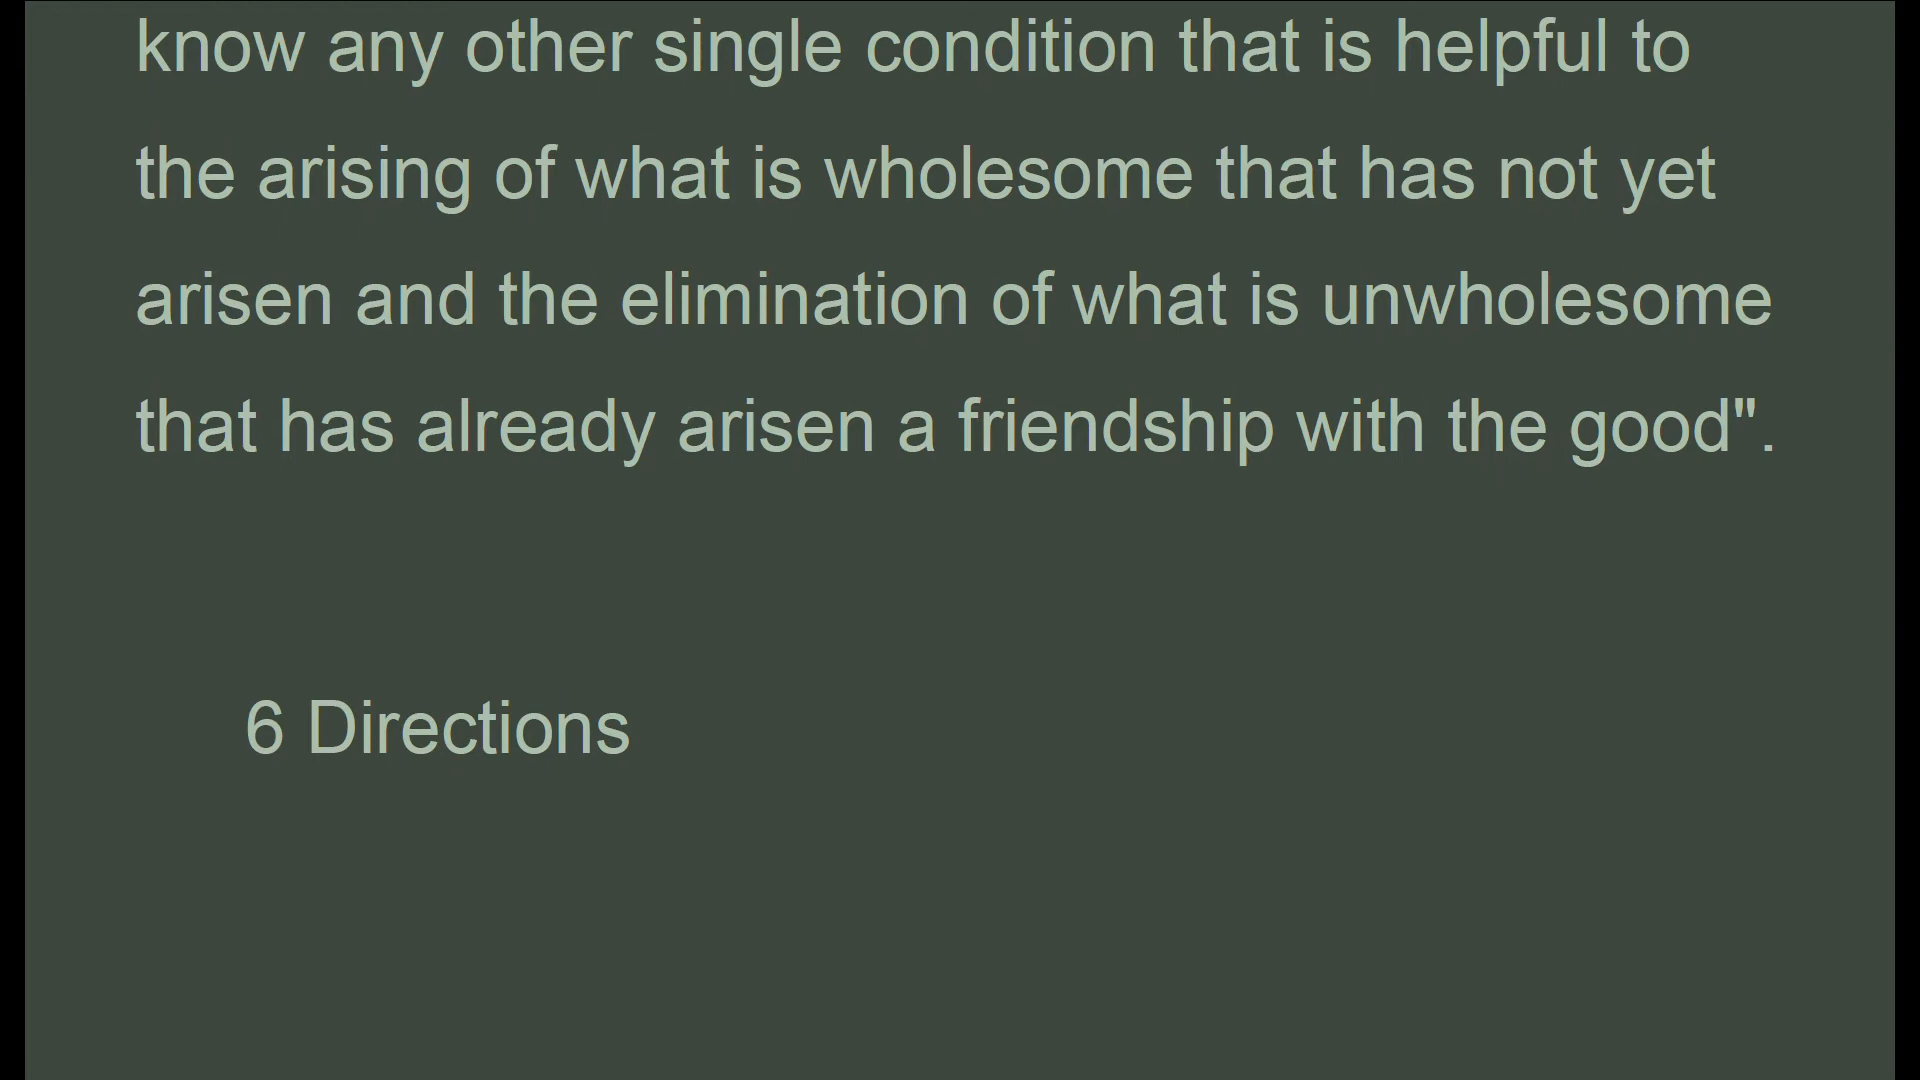 know any other single condition that is helpful to
the arising of what is wholesome that has not yet
arisen and the elimination of what is unwholesome
that has already arisen a friendship with the good".
6 Directions